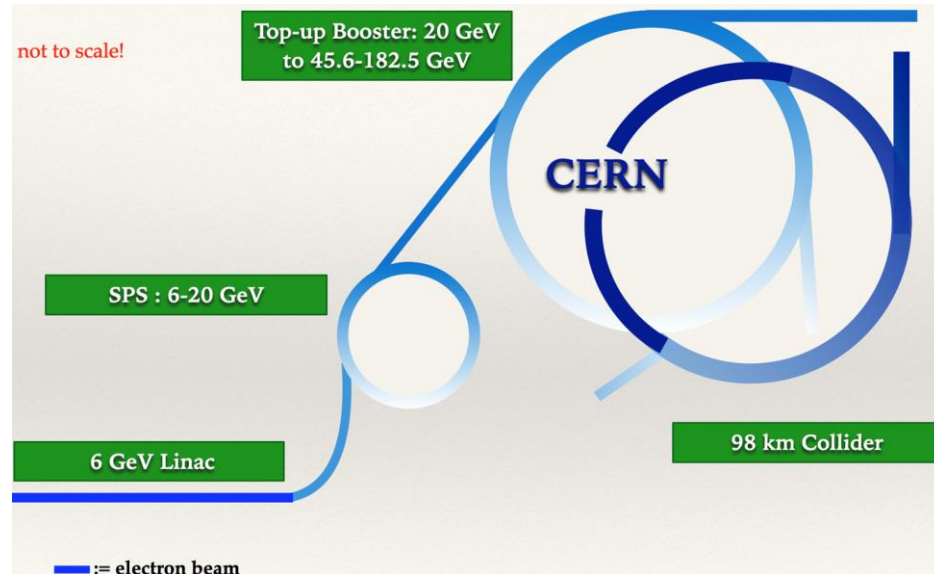 not to scale!
Top-up Booster: 20 GeV
to 45.6-182.5 GeV
CERN
SPS : 6-20 GeV
98 km Collider
6 GeV Linac
:= electron beam